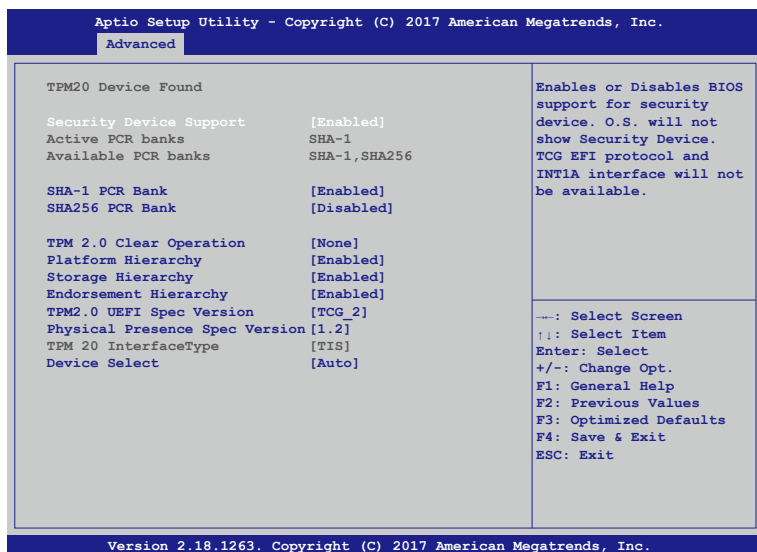 Aptio Setup Utility - Copyright (C) 2017 American Megatrends, Inc.
Advanced
TPM20 Device Found
Security Device Support [Enabled]
Active PCR banks SHA-1
Available PCR banks SHA-1,SHA256
SHA-1 PCR Bank [Enabled]
SHA256 PCR Bank [Disabled]
TPM 2.0 Clear Operation [None]
Platform Hierarchy [Enabled]
Storage Hierarchy [Enabled]
Endorsement Hierarchy [Enabled]
TPM2.0 UEFI Spec Version [TCG_2]
Physical Presence Spec Version [1.2]
TPM 20 InterfaceType [TIS]
Device Select [Auto]
Enables or Disables BIOS
support for security
device. O.S. will not
show Security Device.
TCG EFI protocol and
INT1A interface will not
be available.
→←: Select Screen
↑↓: Select Item
Enter: Select
+/-: Change Opt.
F1: General Help
F2: Previous Values
F3: Optimized Defaults
F4: Save & Exit
ESC: Exit
Version 2.18.1263. Copyright (C) 2017 American Megatrends, Inc.